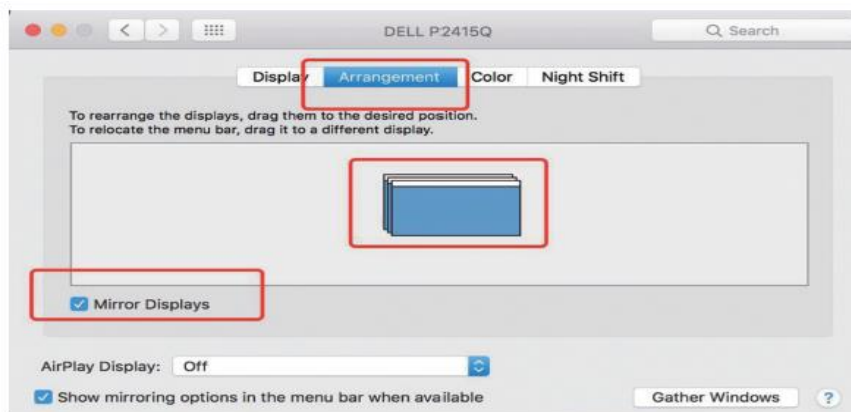 DELL P2415Q
Search
Display Arrangement Color Night Shift
To rearrange the displays, drag them to the desired position.
To relocate the menu bar, drag it to a different display.
Mirror Displays
AirPlay Display: Off
Show mirroring options in the menu bar when available
Gather Windows ?